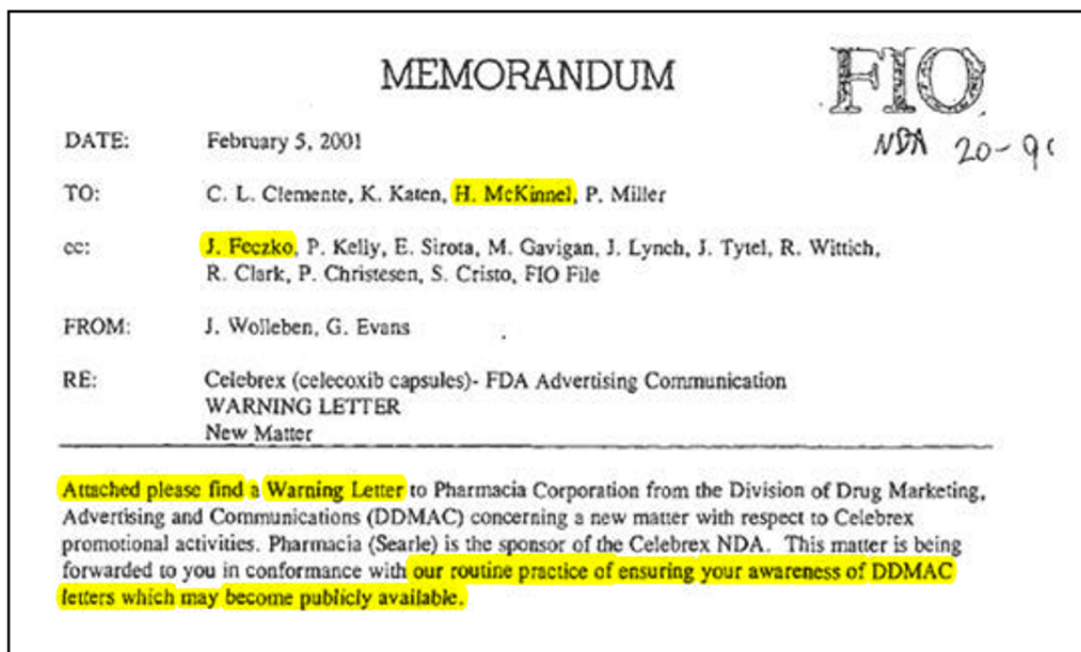 MEMORANDUM
FIO
NDA 20-9
DATE: February 5, 2001
TO: C. L. Clemente, K. Katen, H. McKinnel, P. Miller
cc: J. Feczko, P. Kelly, E. Sirota, M. Gavigan, J. Lynch, J. Tytel, R. Wittich,
R. Clark, P. Christesen, S. Cristo, FIO File
FROM: J. Wolleben, G. Evans
RE: Celebrex (celecoxib capsules)- FDA Advertising Communication
WARNING LETTER
New Matter
Attached please find a Warning Letter to Pharmacia Corporation from the Division of Drug Marketing,
Advertising and Communications (DDMAC) concerning a new matter with respect to Celebrex
promotional activities. Pharmacia (Searle) is the sponsor of the Celebrex NDA. This matter is being
forwarded to you in conformance with our routine practice of ensuring your awareness of DDMAC
letters which may become publicly available.